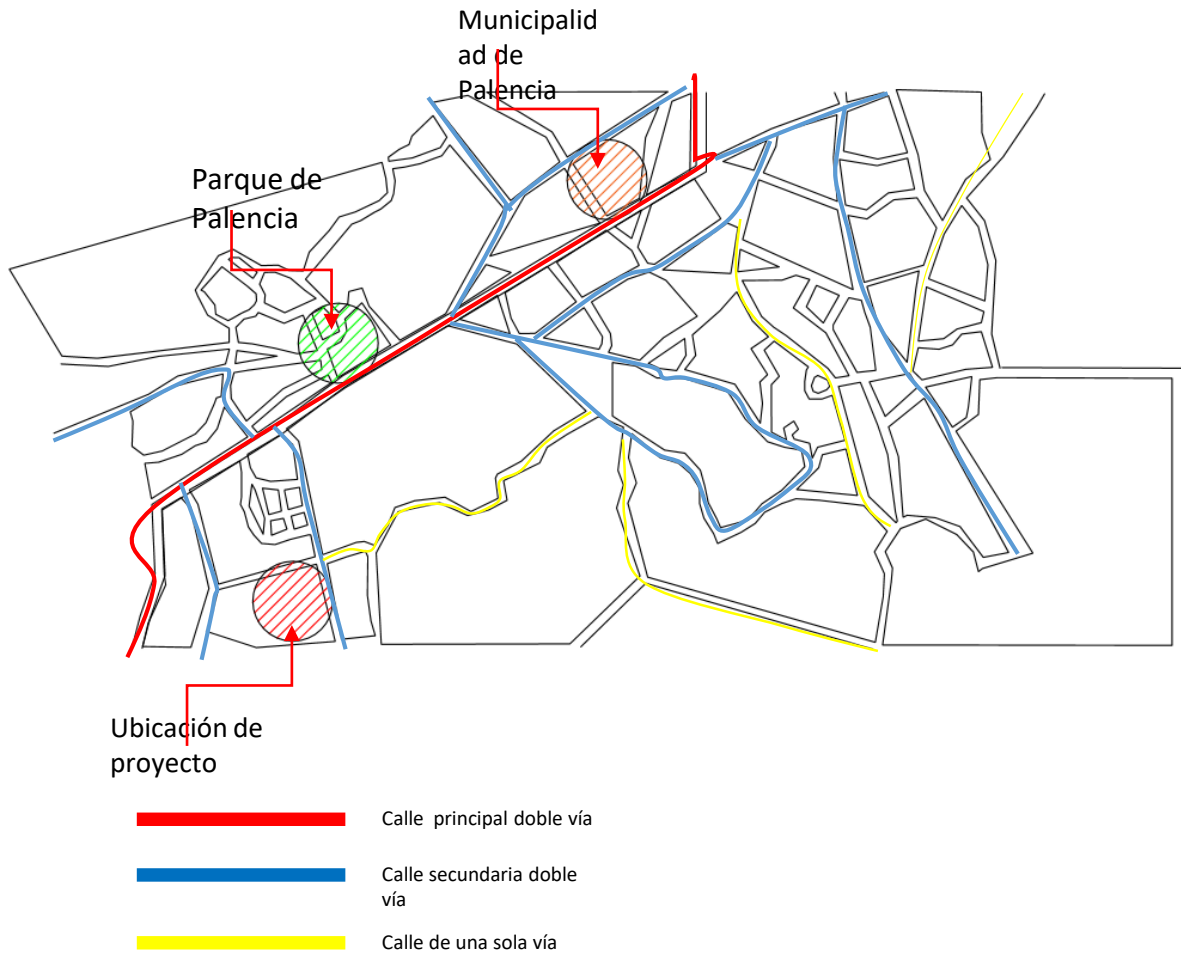 Municipalid
ad de
Palencia
Parque de
Palencia
Ubicación de
proyecto
Calle principal doble vía
Calle secundaria doble
vía
Calle de una sola vía